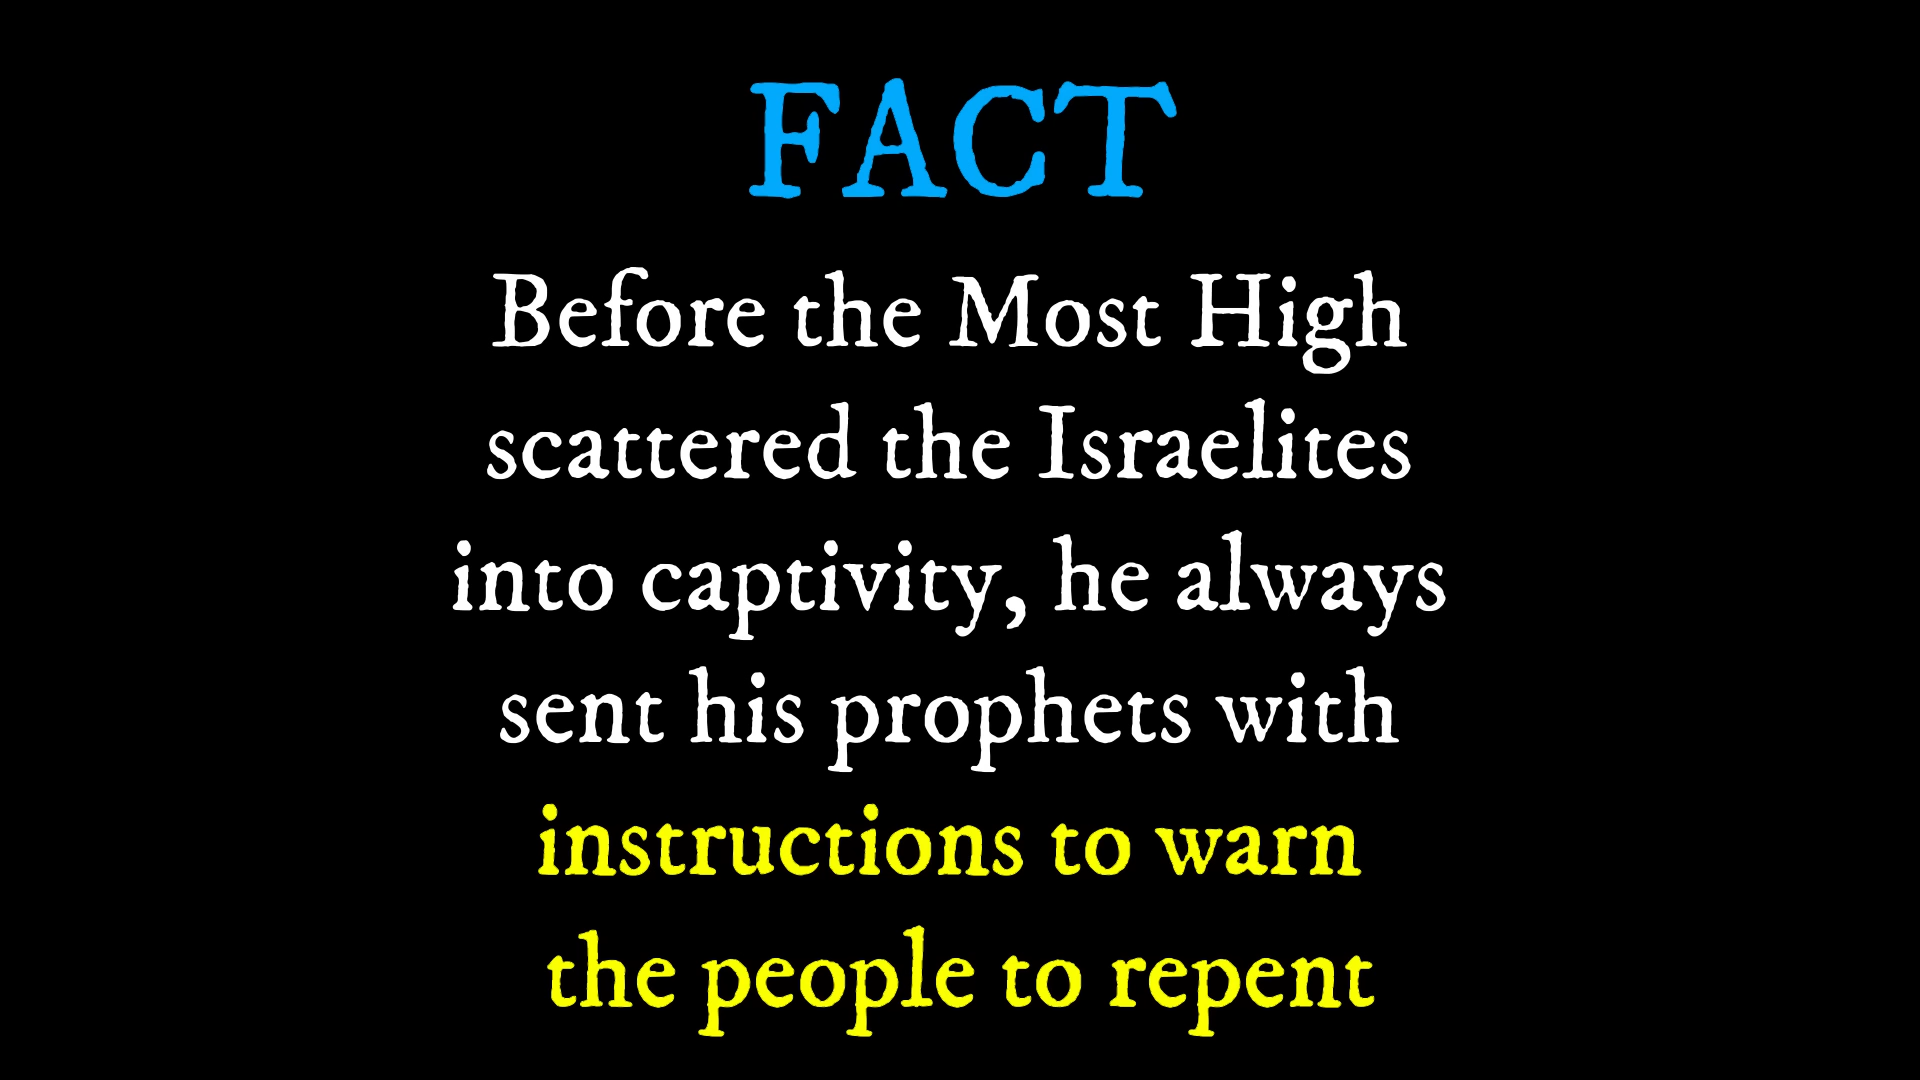 FACT
Before the Most High
scattered the Israelites
into captivity, he always
sent his prophets with
instructions to warn
the people to repent